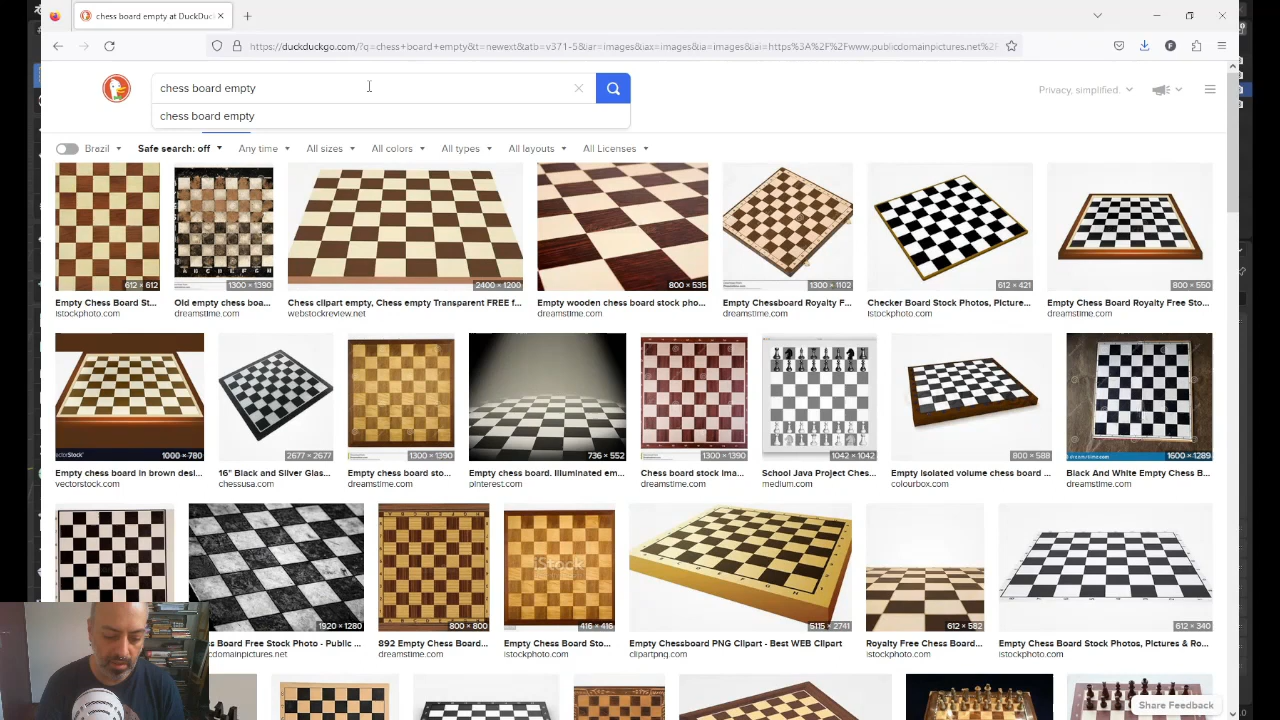 chess board empty at DuckDuc
https://duckduckgo.com/?q=chess+board+empty&t=newext&atb=v371-5&iar=images&iax=images&ia=images&iai=https%3A%2F%2Fwww.publicdomainpictures.net%2F
chess board empty
Privacy, simplified.
chess board empty
Brazil
Safe search: off
Any time
All sizes
All colors
All types
All layouts
All Licenses
612 × 612
1300 × 1390
2400 × 1200
800 × 535
1300 × 1102
612 × 421
800 × 550
Empty Chess Board St...
Old empty chess boa...
Chess clipart empty, Chess empty Transparent FREE f...
Empty wooden chess board stock pho...
Empty Chessboard Royalty F...
Checker Board Stock Photos, Picture...
Empty Chess Board Royalty Free Sto...
istockphoto.com
dreamstime.com
webstockreview.net
dreamstime.com
dreamstime.com
istockphoto.com
dreamstime.com
1000 × 780
2677 × 2677
1300 × 1390
736 × 552
1300 × 1390
1042 × 1042
800 × 588
1600 × 1289
Empty chess board in brown desi...
16" Black and Silver Glas...
Empty chess board sto...
Empty chess board. Illuminated em...
Chess board stock ima...
School Java Project Ches...
Empty isolated volume chess board ...
Black And White Empty Chess B...
vectorstock.com
chessusa.com
dreamstime.com
pinterest.com
dreamstime.com
medium.com
colourbox.com
dreamstime.com
iStock
1920 × 1280
800 × 800
416 × 416
5115 × 2741
612 × 582
612 × 340
s Board Free Stock Photo - Public ...
892 Empty Chess Board...
Empty Chess Board Sto...
Empty Chessboard PNG Clipart - Best WEB Clipart
Royalty Free Chess Board...
Empty Chess Board Stock Photos, Pictures & Ro...
cdomainpictures.net
dreamstime.com
istockphoto.com
clipartpng.com
istockphoto.com
istockphoto.com
Share Feedback